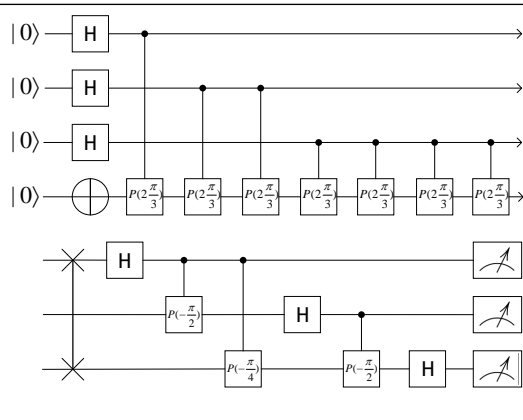 |0⟩ H
|0⟩ H
|0⟩ H
|0⟩ P(2π/3) P(2π/3) P(2π/3) P(2π/3) P(2π/3) P(2π/3) P(2π/3)
H
P(−π/2) H
P(−π/4) P(−π/2) H